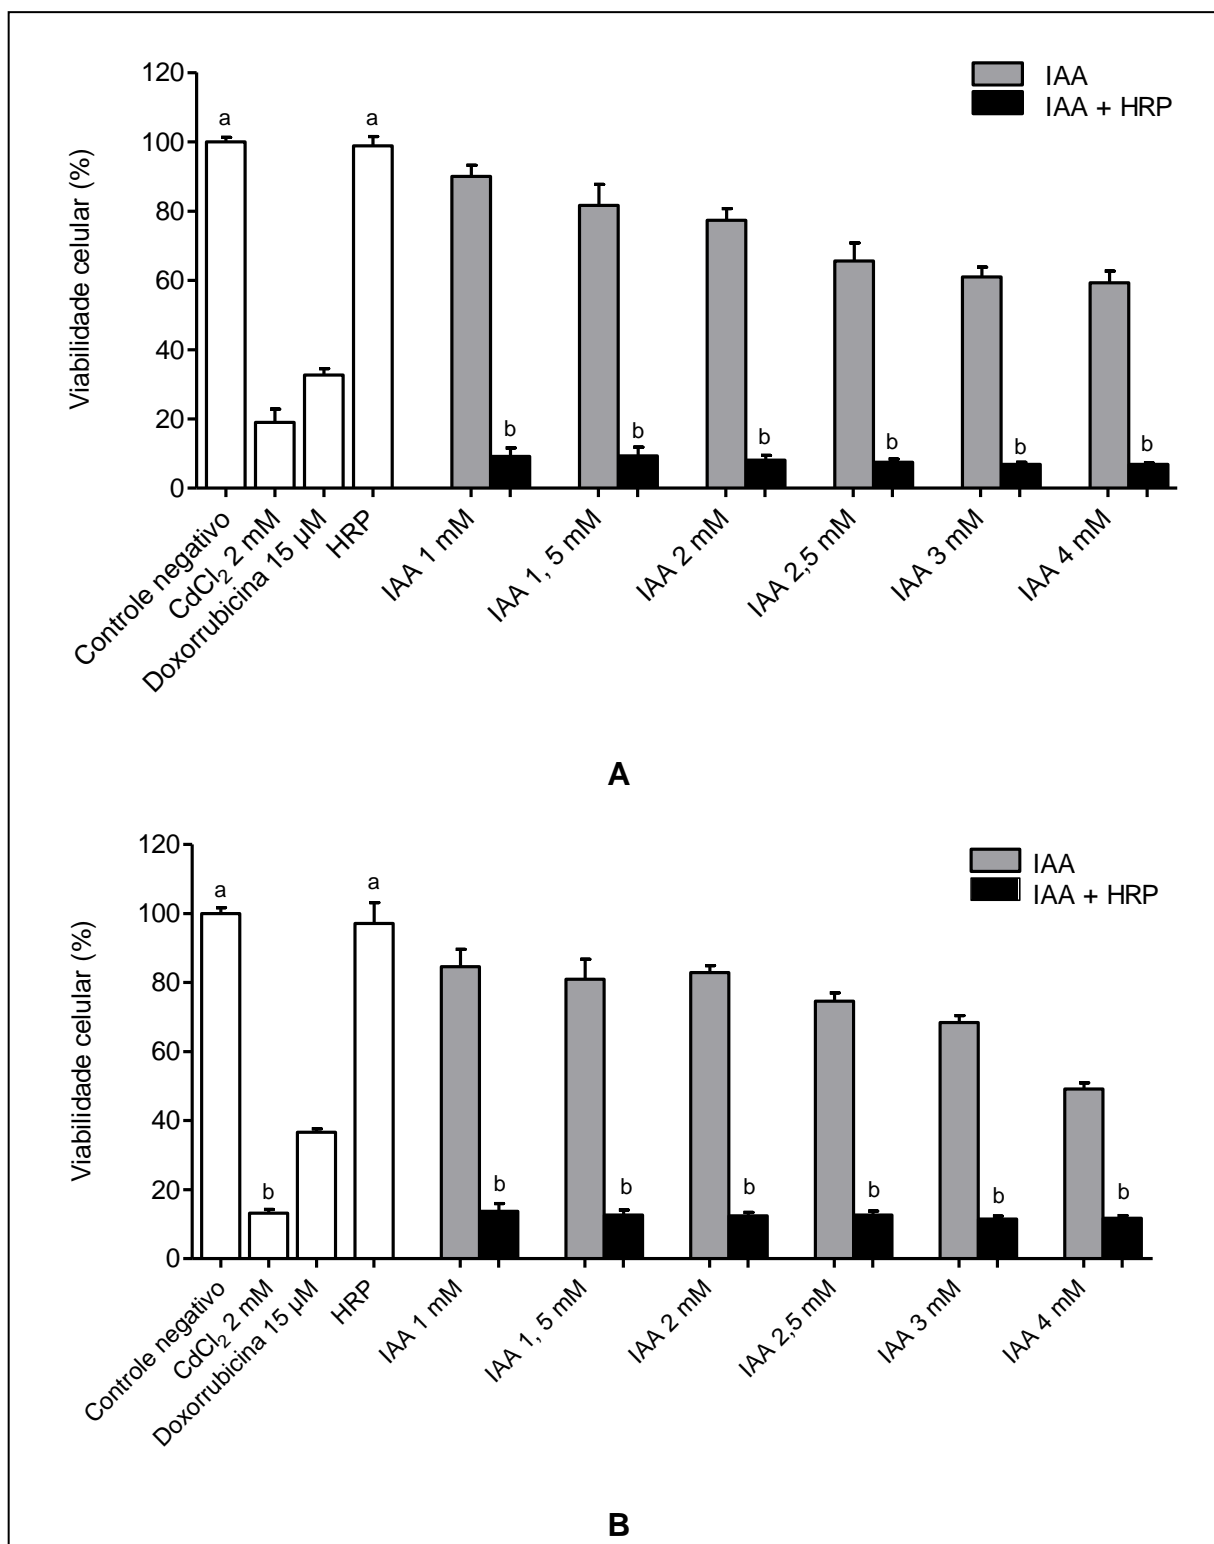 IAA
IAA + HRP
Viabilidade celular (%)
120
100
80
60
40
20
0
a
a
b
b
b
b
b
b
Controle negativo
CdCl₂ 2 mM
Doxorrubicina 15 µM
HRP
IAA 1 mM
IAA 1, 5 mM
IAA 2 mM
IAA 2,5 mM
IAA 3 mM
IAA 4 mM
A
IAA
IAA + HRP
Viabilidade celular (%)
120
100
80
60
40
20
0
a
b
a
b
b
b
b
b
b
Controle negativo
CdCl₂ 2 mM
Doxorrubicina 15 µM
HRP
IAA 1 mM
IAA 1, 5 mM
IAA 2 mM
IAA 2,5 mM
IAA 3 mM
IAA 4 mM
B